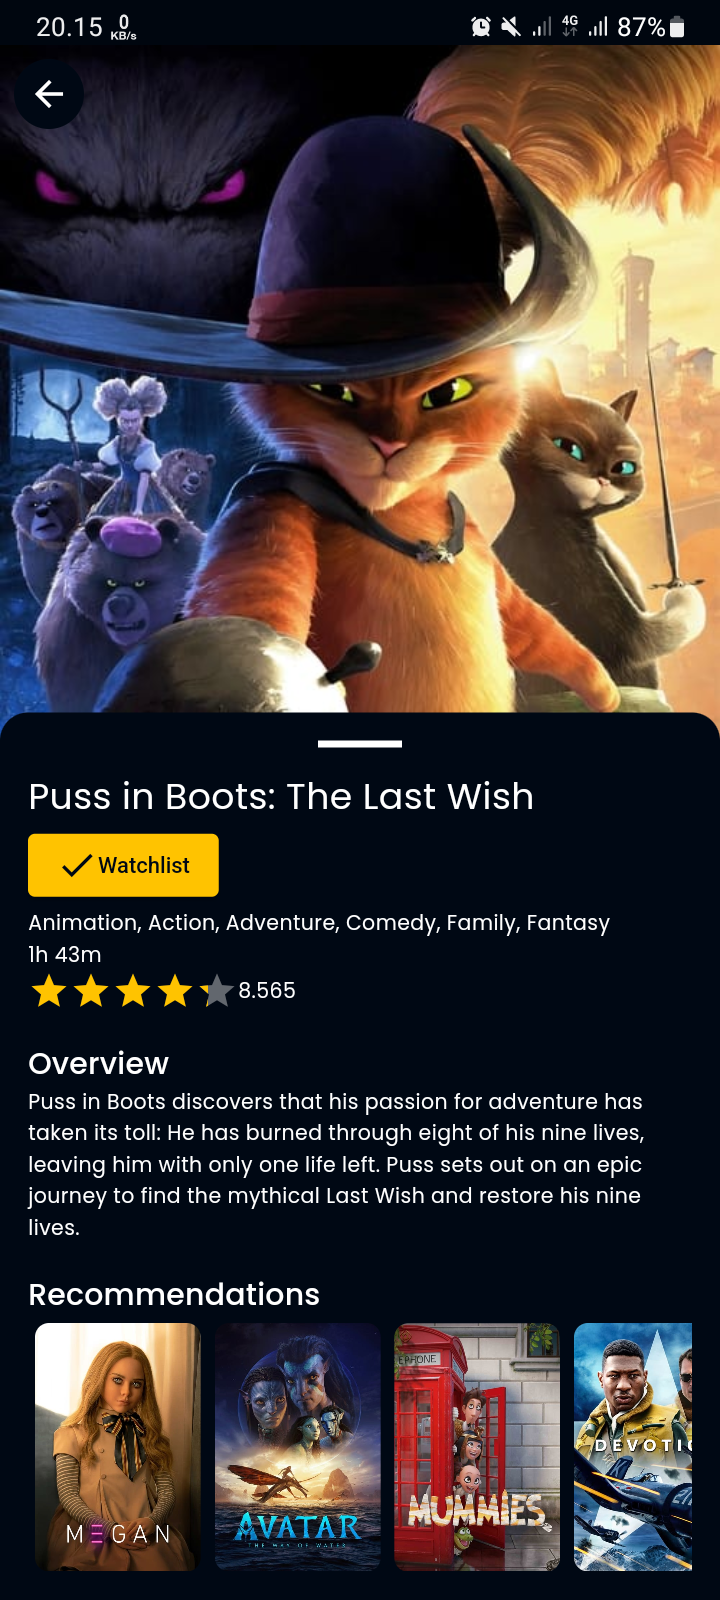 20.15 0 KB/s 4G 87%
Puss in Boots: The Last Wish
Watchlist
Animation, Action, Adventure, Comedy, Family, Fantasy
1h 43m
8.565
Overview
Puss in Boots discovers that his passion for adventure has
taken its toll: He has burned through eight of his nine lives,
leaving him with only one life left. Puss sets out on an epic
journey to find the mythical Last Wish and restore his nine
lives.
Recommendations
EPHONE
DEVOTI
MUMMIES
M3GAN
AVATAR
THE WAY OF WATER